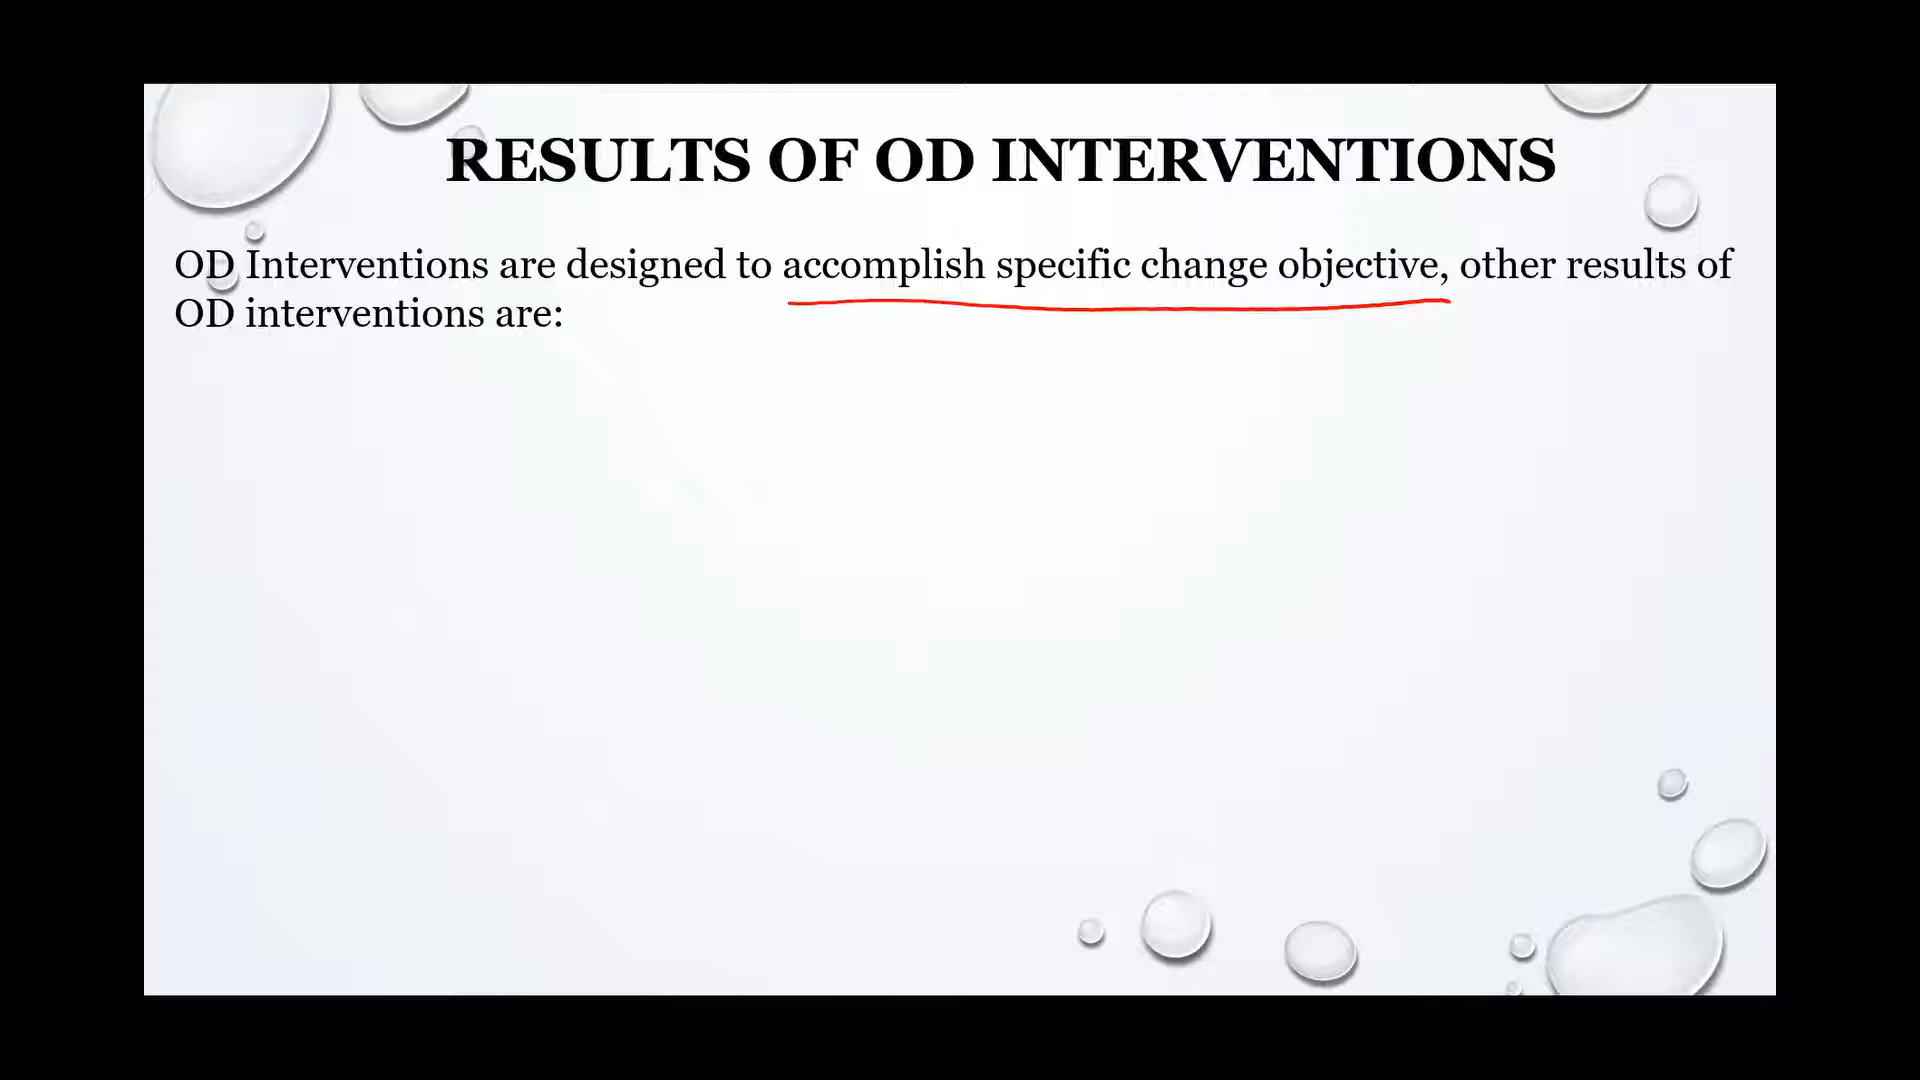 RESULTS OF OD INTERVENTIONS
OD Interventions are designed to accomplish specific change objective, other results of
OD interventions are: